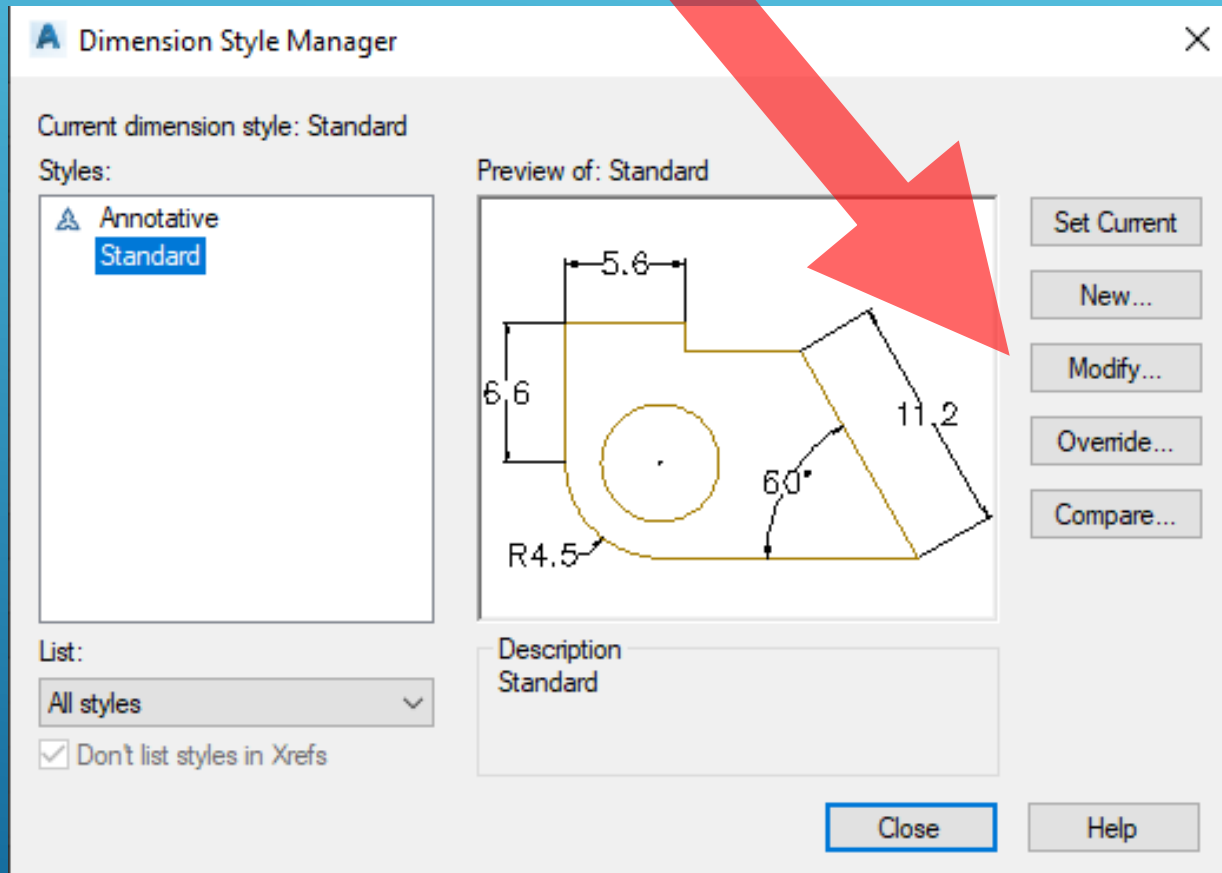 Dimension Style Manager
Current dimension style: Standard
Styles:
Annotative
Standard
Preview of: Standard
5.6
6.6
11.2
60°
R4.5
Set Current
New...
Modify...
Override...
Compare...
List:
All styles
Don't list styles in Xrefs
Description
Standard
Close
Help